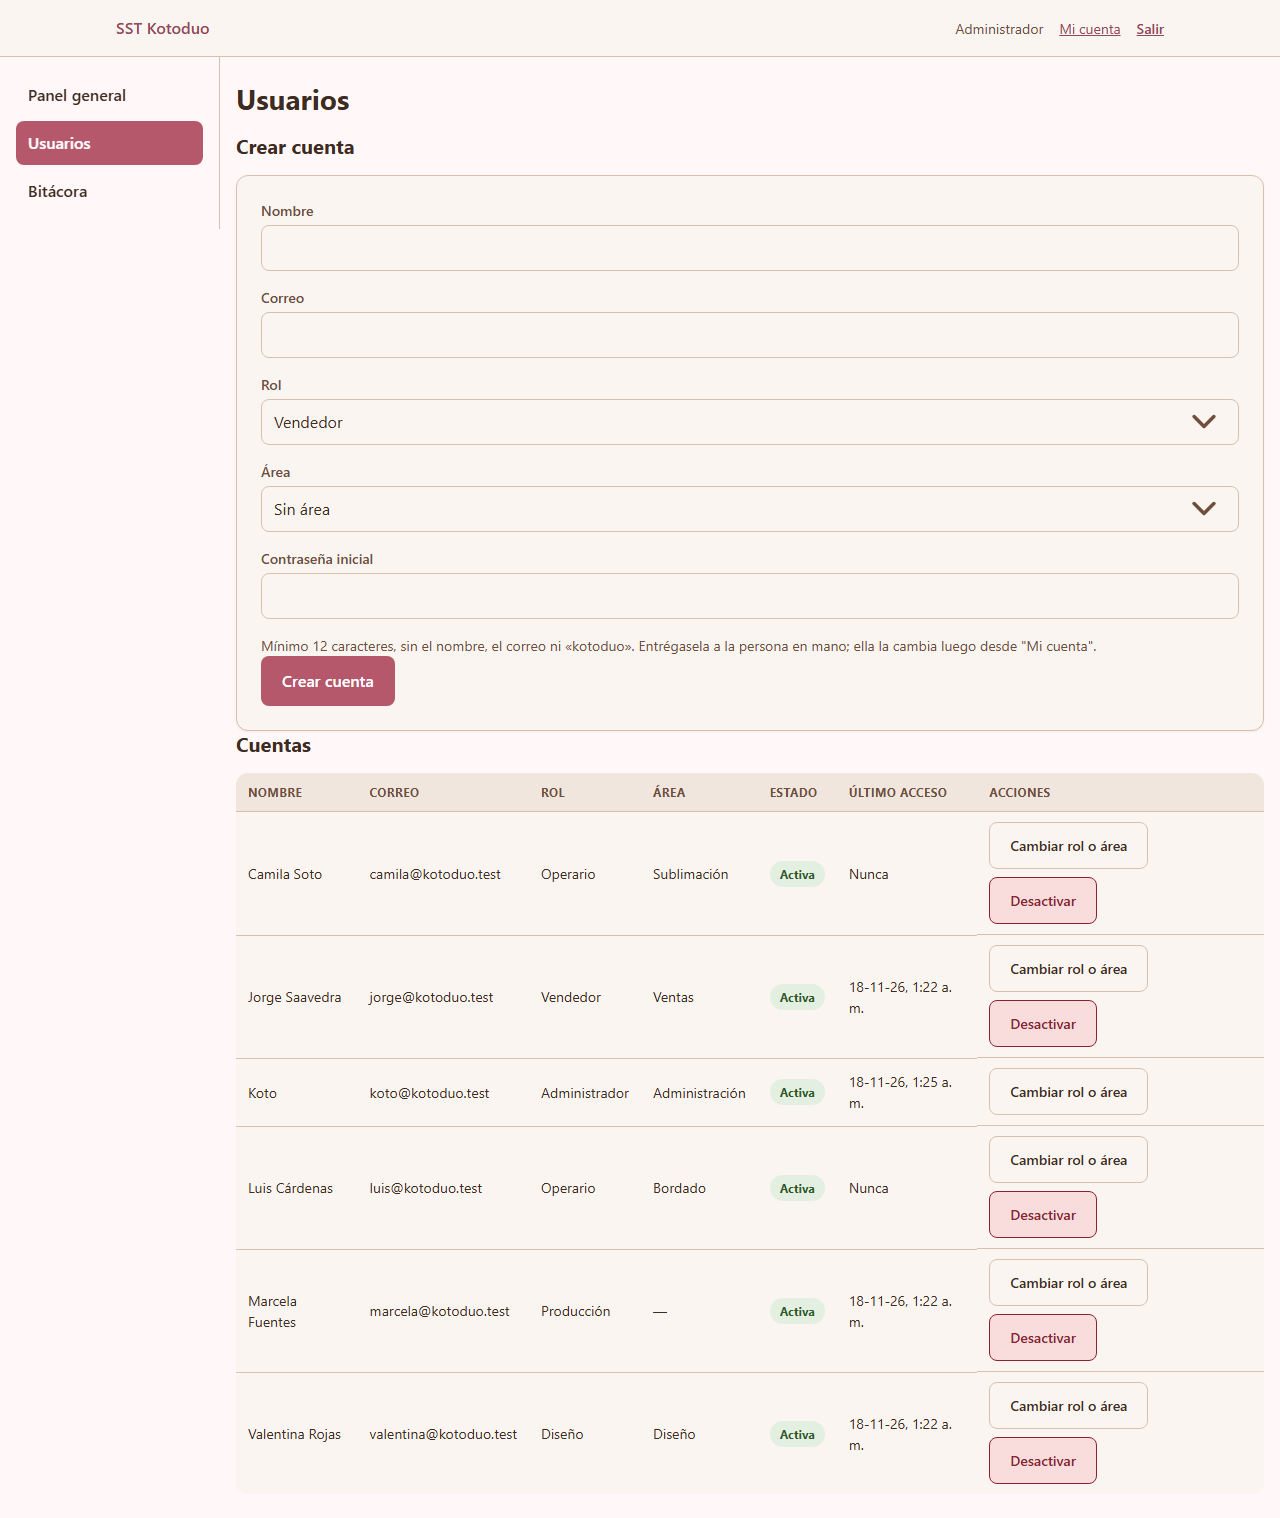 SST Kotoduo
Administrador Mi cuenta Salir
Panel general
Usuarios
Bitácora
Usuarios
Crear cuenta
Nombre
Correo
Rol
Vendedor
Área
Sin área
Contraseña inicial
Mínimo 12 caracteres, sin el nombre, el correo ni «kotoduo». Entrégasela a la persona en mano; ella la cambia luego desde "Mi cuenta".
Crear cuenta
Cuentas
NOMBRE CORREO ROL ÁREA ESTADO ÚLTIMO ACCESO ACCIONES
Camila Soto camila@kotoduo.test Operario Sublimación Activa Nunca Cambiar rol o área
Desactivar
Jorge Saavedra jorge@kotoduo.test Vendedor Ventas Activa 18-11-26, 1:22 a. Cambiar rol o área
m. Desactivar
Koto koto@kotoduo.test Administrador Administración Activa 18-11-26, 1:25 a. Cambiar rol o área
m.
Luis Cárdenas luis@kotoduo.test Operario Bordado Activa Nunca Cambiar rol o área
Desactivar
Marcela marcela@kotoduo.test Producción — Activa 18-11-26, 1:22 a. Cambiar rol o área
Fuentes m. Desactivar
Valentina Rojas valentina@kotoduo.test Diseño Diseño Activa 18-11-26, 1:22 a. Cambiar rol o área
m. Desactivar